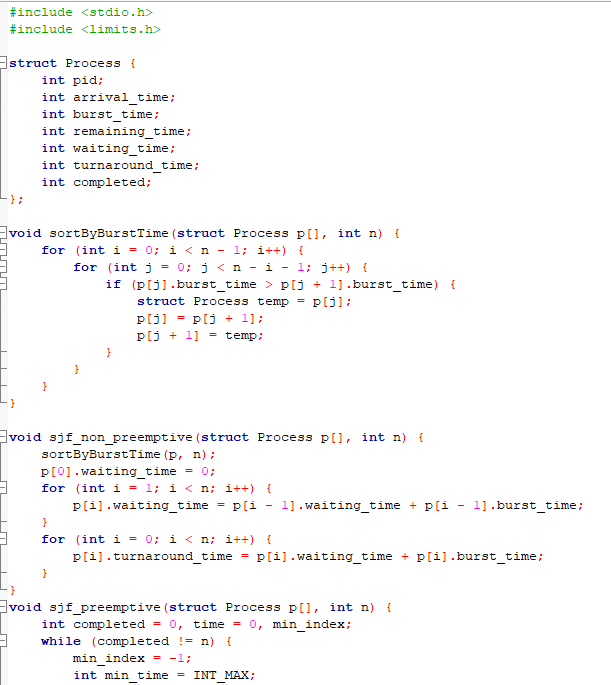 #include <stdio.h>
#include <limits.h>
struct Process {
int pid;
int arrival_time;
int burst_time;
int remaining_time;
int waiting_time;
int turnaround_time;
int completed;
};
void sortByBurstTime(struct Process p[], int n) {
for (int i = 0; i < n - 1; i++) {
for (int j = 0; j < n - i - 1; j++) {
if (p[j].burst_time > p[j + 1].burst_time) {
struct Process temp = p[j];
p[j] = p[j + 1];
p[j + 1] = temp;
}
}
}
}
void sjf_non_preemptive(struct Process p[], int n) {
sortByBurstTime(p, n);
p[0].waiting_time = 0;
for (int i = 1; i < n; i++) {
p[i].waiting_time = p[i - 1].waiting_time + p[i - 1].burst_time;
}
for (int i = 0; i < n; i++) {
p[i].turnaround_time = p[i].waiting_time + p[i].burst_time;
}
}
void sjf_preemptive(struct Process p[], int n) {
int completed = 0, time = 0, min_index;
while (completed != n) {
min_index = -1;
int min_time = INT_MAX;